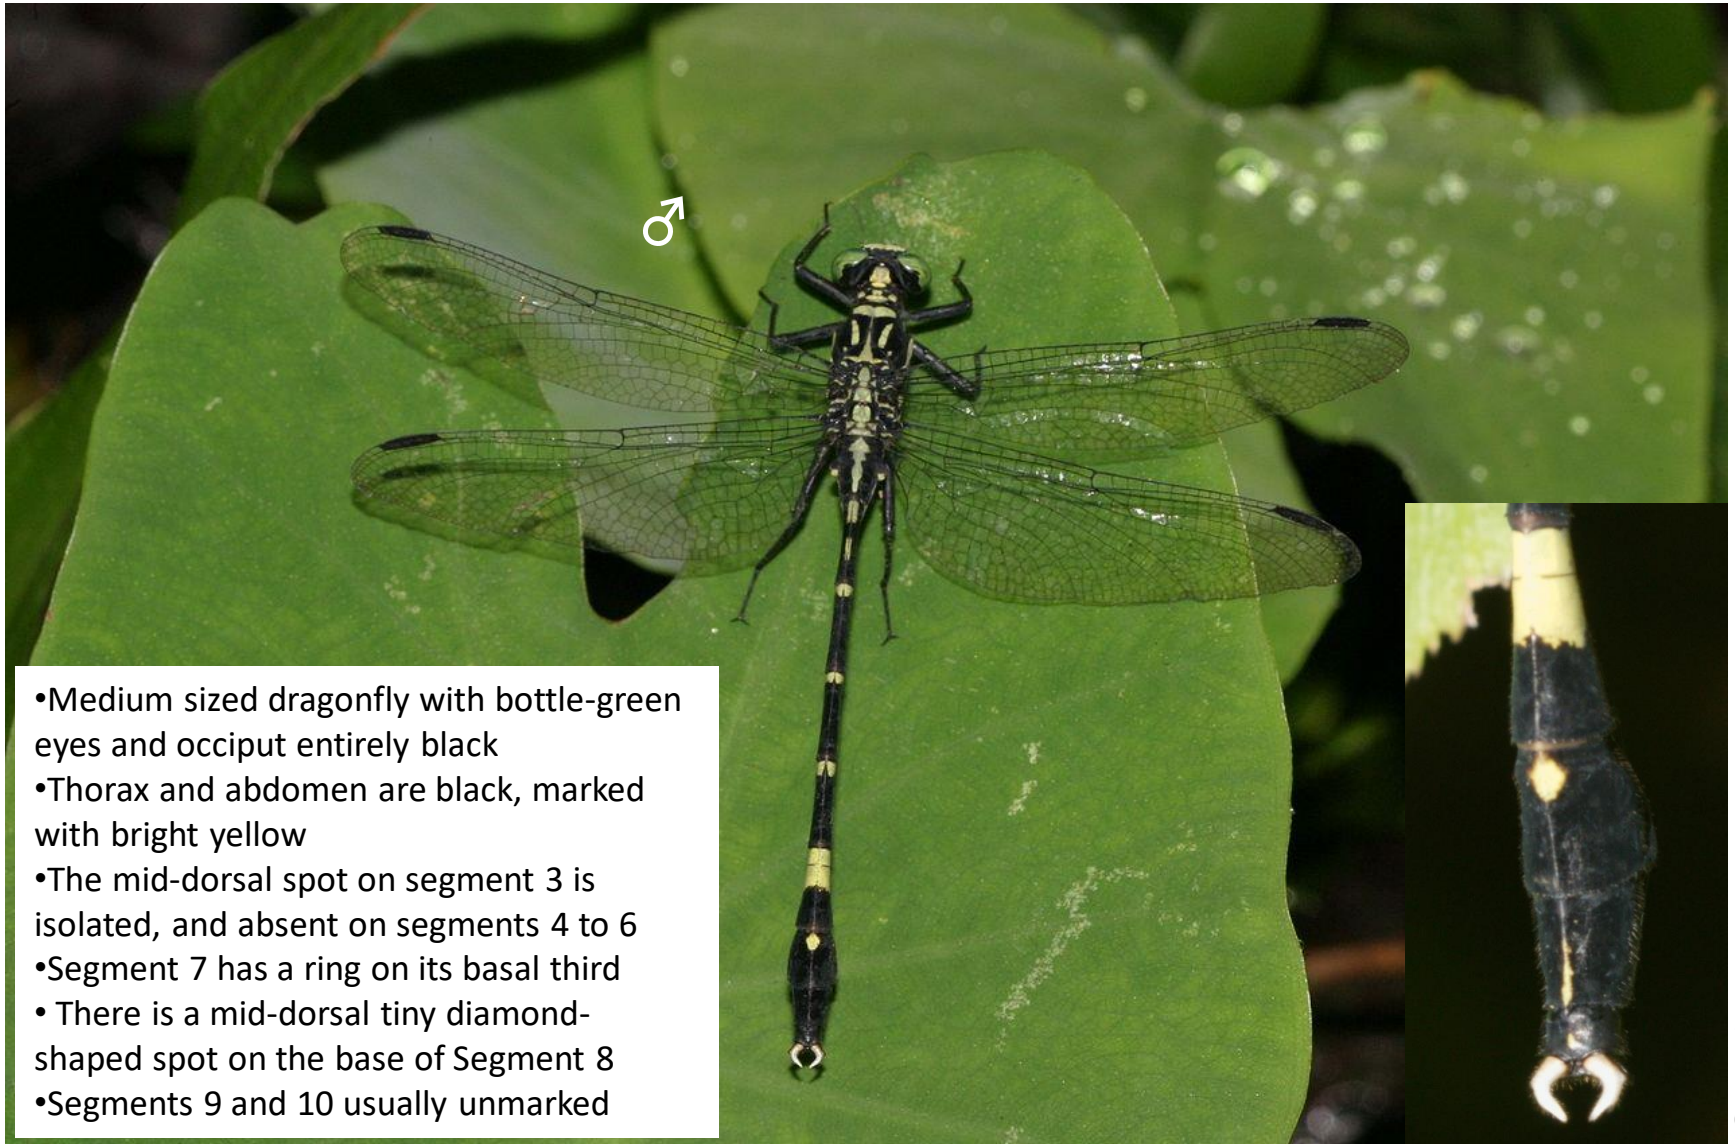 ♂
•Medium sized dragonfly with bottle-green
eyes and occiput entirely black
•Thorax and abdomen are black, marked
with bright yellow
•The mid-dorsal spot on segment 3 is
isolated, and absent on segments 4 to 6
•Segment 7 has a ring on its basal third
• There is a mid-dorsal tiny diamond-
shaped spot on the base of Segment 8
•Segments 9 and 10 usually unmarked